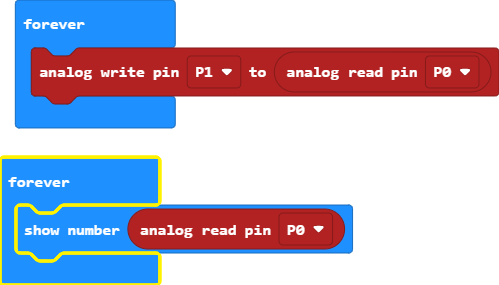 forever
analog write pin P1 to analog read pin P0
forever
show number analog read pin P0